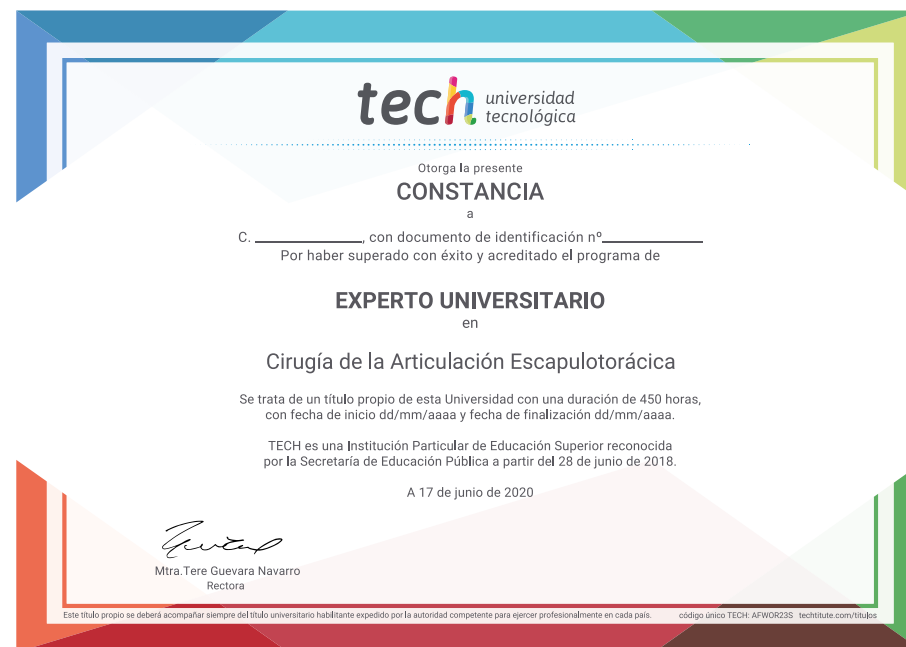 tech universidad
tecnológica
Otorga la presente
CONSTANCIA
a
C. ____________, con documento de identificación nº____________
Por haber superado con éxito y acreditado el programa de
EXPERTO UNIVERSITARIO
en
Cirugía de la Articulación Escapulotorácica
Se trata de un título propio de esta Universidad con una duración de 450 horas,
con fecha de inicio dd/mm/aaaa y fecha de finalización dd/mm/aaaa.
TECH es una Institución Particular de Educación Superior reconocida
por la Secretaría de Educación Pública a partir del 28 de junio de 2018.
A 17 de junio de 2020
Mtra.Tere Guevara Navarro
Rectora
Este título propio se deberá acompañar siempre del título universitario habilitante expedido por la autoridad competente para ejercer profesionalmente en cada país. código único TECH: AFWOR23S techtitute.com/titulos